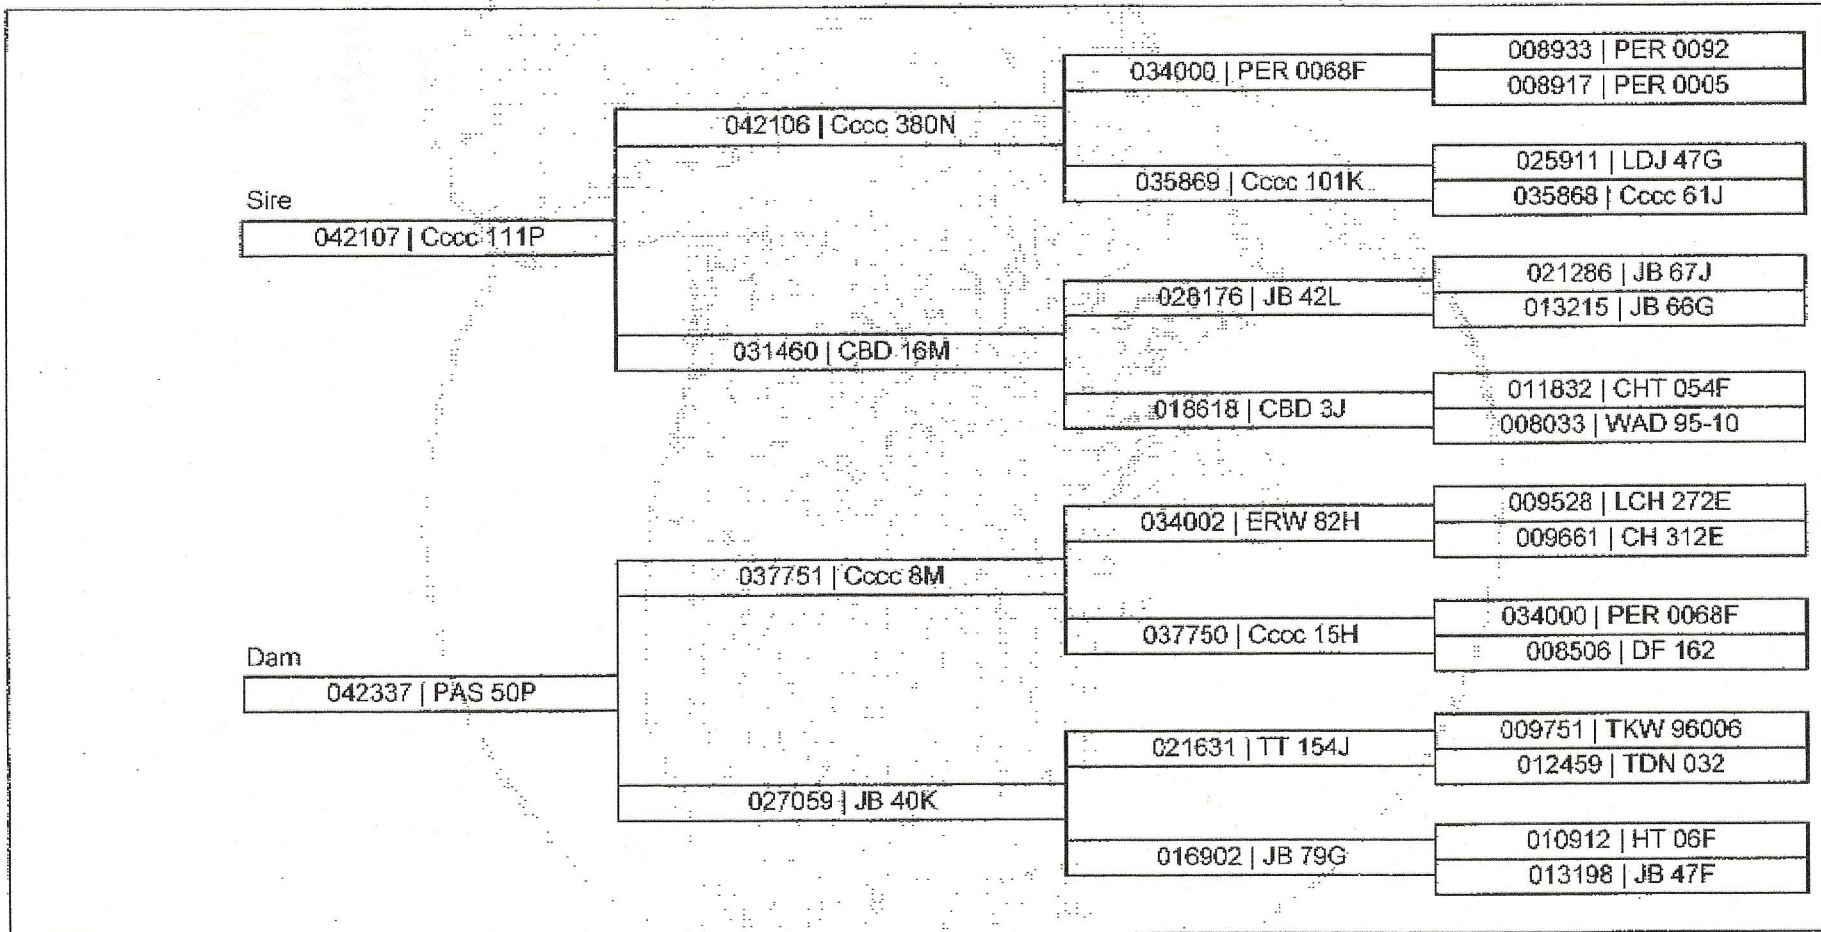 008933 | PER 0092
034000 | PER 0068F
008917 | PER 0005
042106 | Cccc 380N
025911 | LDJ 47G
035869 | Cccc 101K
035868 | Cccc 61J
Sire
042107 | Cccc 111P
021286 | JB 67J
028176 | JB 42L
013215 | JB 66G
031460 | CBD 16M
011832 | CHT 054F
018618 | CBD 3J
008033 | WAD 95-10
009528 | LCH 272E
034002 | ERW 82H
009661 | CH 312E
037751 | Cccc 8M
034000 | PER 0068F
037750 | Cccc 15H
008506 | DF 162
Dam
042337 | PAS 50P
009751 | TKW 96006
021631 | TT 154J
012459 | TDN 032
027059 | JB 40K
010912 | HT 06F
016902 | JB 79G
013198 | JB 47F